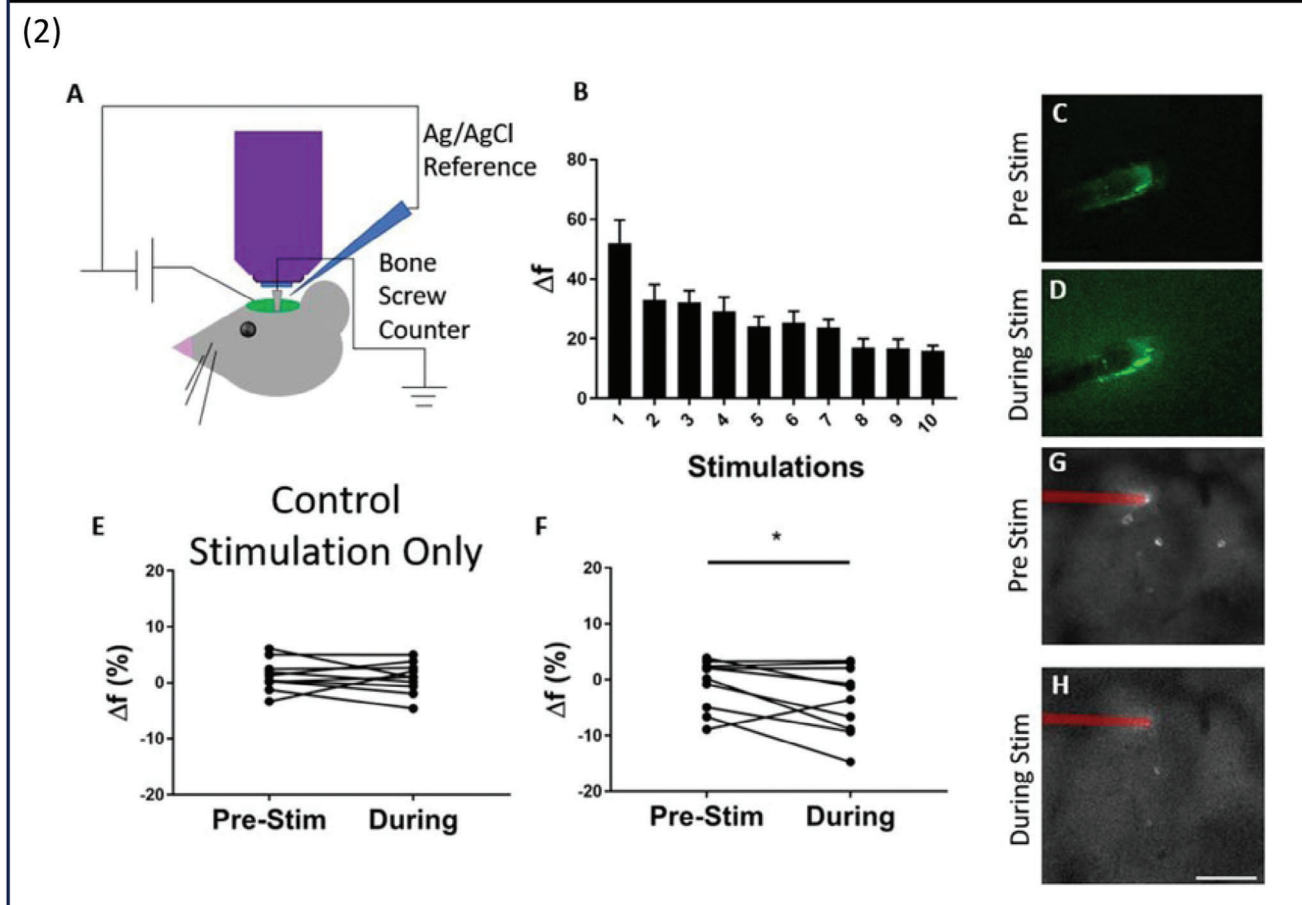 (2)
A
Ag/AgCl
Reference
Bone
Screw
Counter
B
80
60
40
20
0
Δf
1
2
3
4
5
6
7
8
9
10
Stimulations
C
Pre Stim
D
During Stim
E
Control
Stimulation Only
20
10
0
-10
-20
Δf (%)
Pre-Stim During
F
*
20
10
0
-10
-20
Δf (%)
Pre-Stim During
G
Pre Stim
H
During Stim